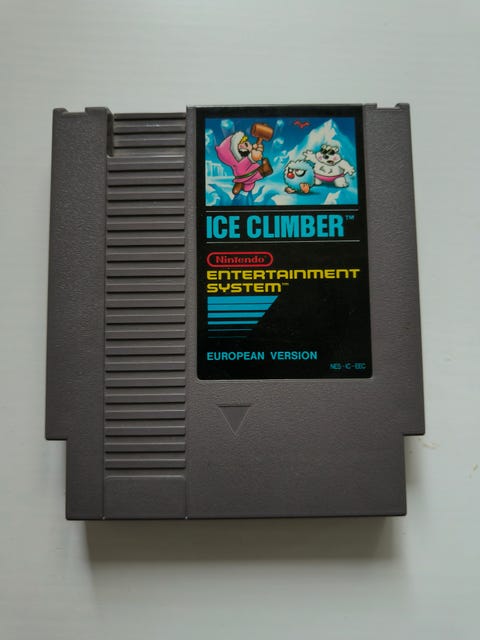 ICE CLIMBER™
Nintendo®
ENTERTAINMENT
SYSTEM™
EUROPEAN VERSION
NES-IC-EEC